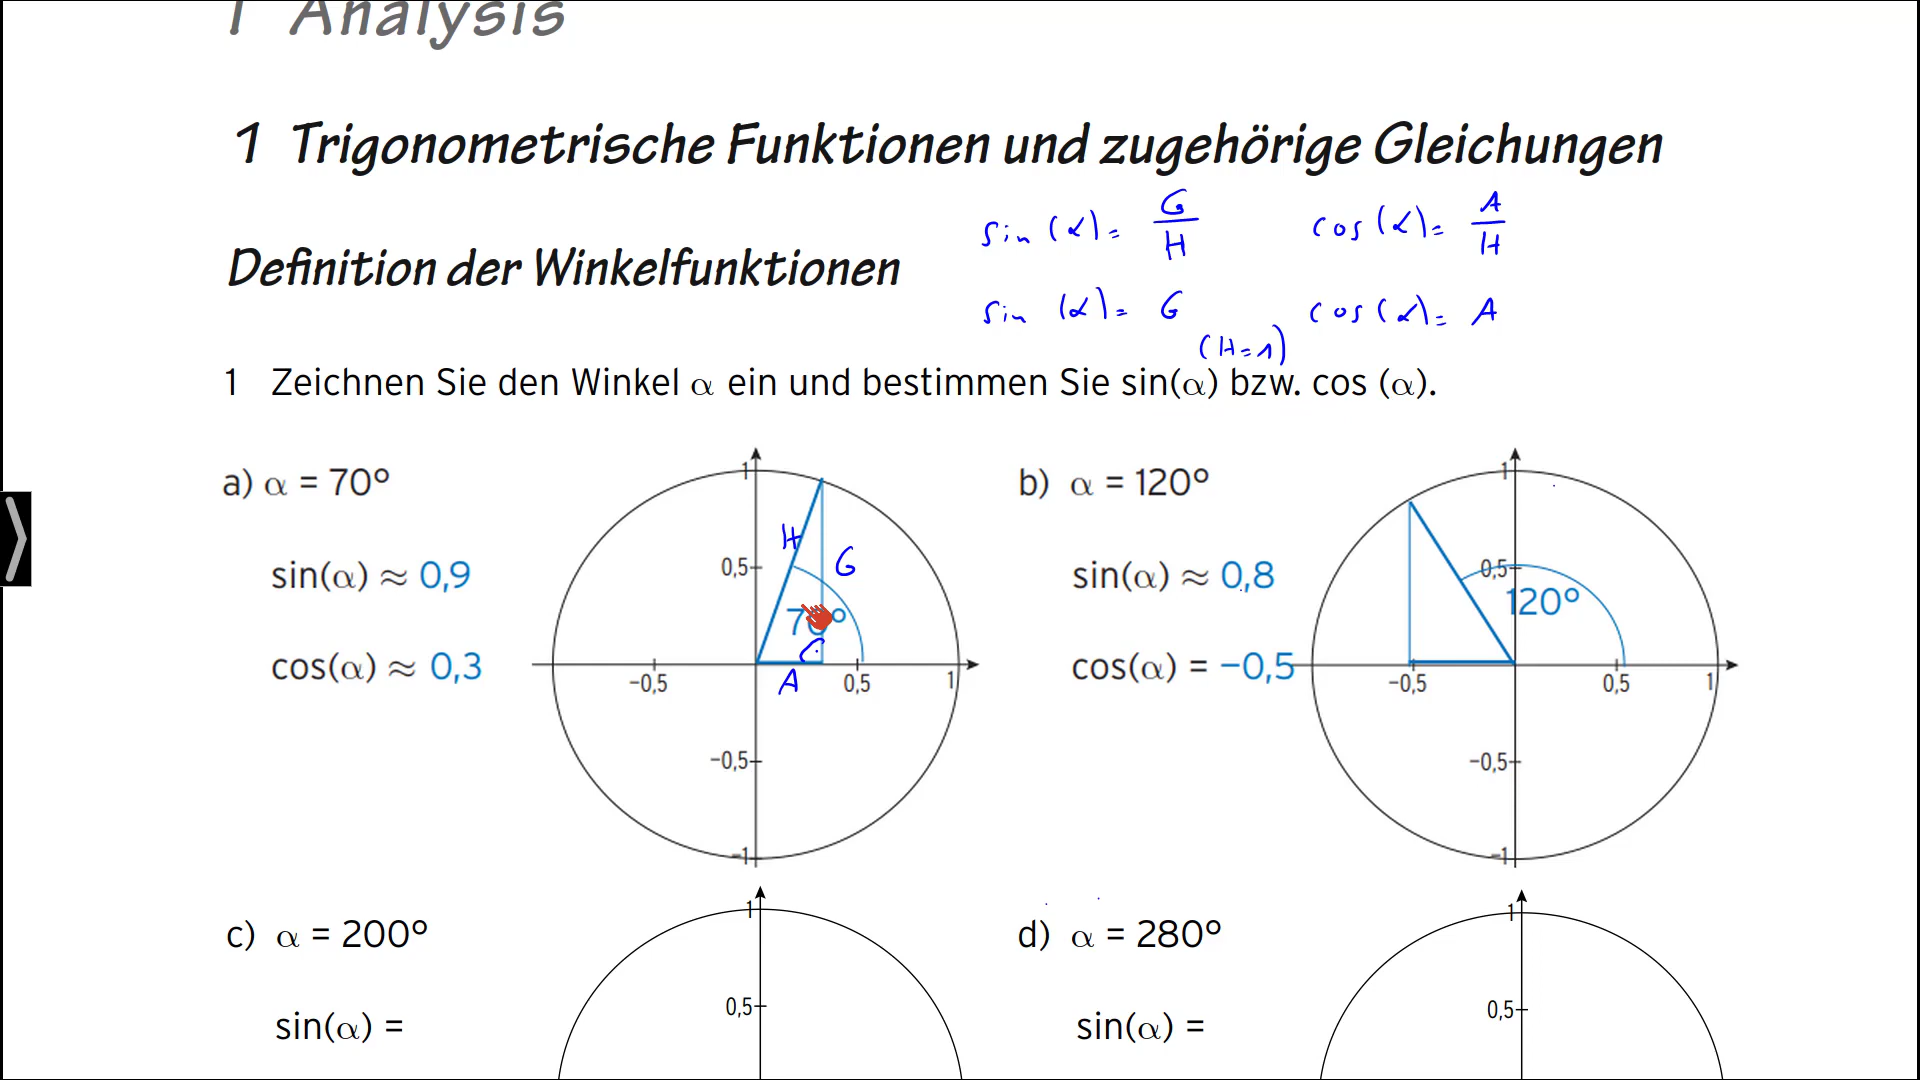 1 Analysis
1 Trigonometrische Funktionen und zugehörige Gleichungen
sin (α) = G/H cos (α) = A/H
Definition der Winkelfunktionen
sin (α) = G cos (α) = A
(H = 1)
1 Zeichnen Sie den Winkel α ein und bestimmen Sie sin(α) bzw. cos (α).
a) α = 70°
sin(α) ≈ 0,9
cos(α) ≈ 0,3
1
H
G
0,5
70°
A
−0,5 0,5 1
−0,5
−1
b) α = 120°
sin(α) ≈ 0,8
cos(α) = −0,5
1
0,5
120°
−0,5 0,5 1
−0,5
−1
c) α = 200°
sin(α) =
1
0,5
d) α = 280°
sin(α) =
1
0,5